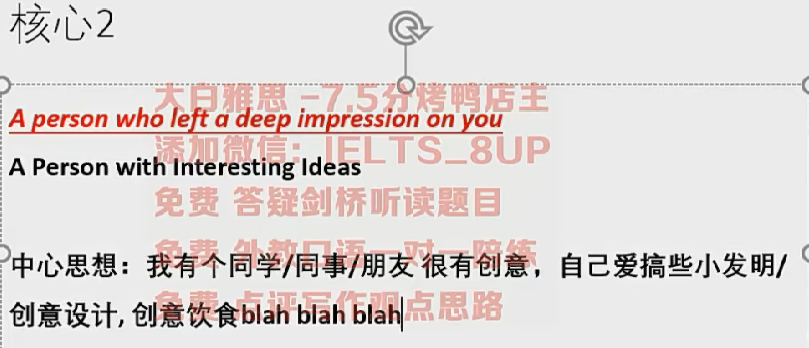 核心2
大白雅思 -7.5分烤鸭店主
A person who left a deep impression on you
添加微信：IELTS_8UP
A Person with Interesting Ideas
免费 答疑剑桥听读题目
免费 外教口语一对一陪练
中心思想：我有个同学/同事/朋友 很有创意，自己爱搞些小发明/
免费 点评写作观点思路
创意设计, 创意饮食blah blah blah